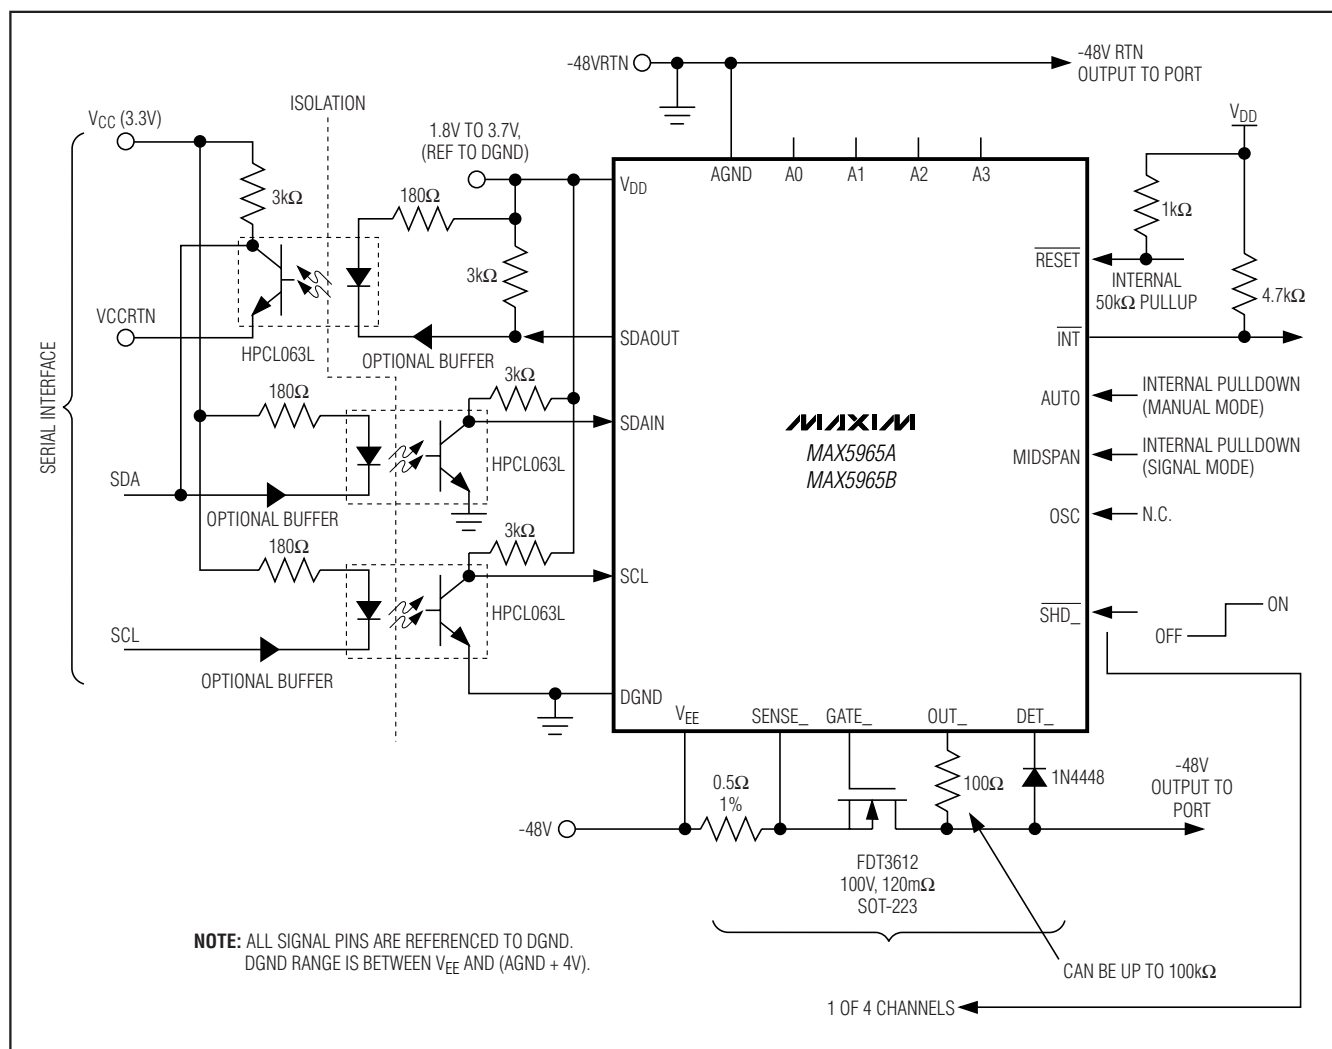 -48VRTN
-48V RTN
OUTPUT TO PORT
ISOLATION
VCC (3.3V)
1.8V TO 3.7V,
(REF TO DGND)
VDD
3kΩ
180Ω
VDD
AGND
A0
A1
A2
A3
1kΩ
3kΩ
RESET
INTERNAL
50kΩ PULLUP
4.7kΩ
VCCRTN
HPCL063L
OPTIONAL BUFFER
SDAOUT
INT
SERIAL INTERFACE
180Ω
3kΩ
SDAIN
HPCL063L
SDA
OPTIONAL BUFFER
MAXIM
MAX5965A
MAX5965B
AUTO
INTERNAL PULLDOWN
(MANUAL MODE)
MIDSPAN
INTERNAL PULLDOWN
(SIGNAL MODE)
OSC
N.C.
180Ω
3kΩ
SCL
HPCL063L
SCL
OPTIONAL BUFFER
SHD_
ON
OFF
DGND
VEE
SENSE_
GATE_
OUT_
DET_
0.5Ω
1%
100Ω
1N4448
-48V
OUTPUT TO
PORT
-48V
FDT3612
100V, 120mΩ
SOT-223
NOTE: ALL SIGNAL PINS ARE REFERENCED TO DGND.
DGND RANGE IS BETWEEN VEE AND (AGND + 4V).
CAN BE UP TO 100kΩ
1 OF 4 CHANNELS